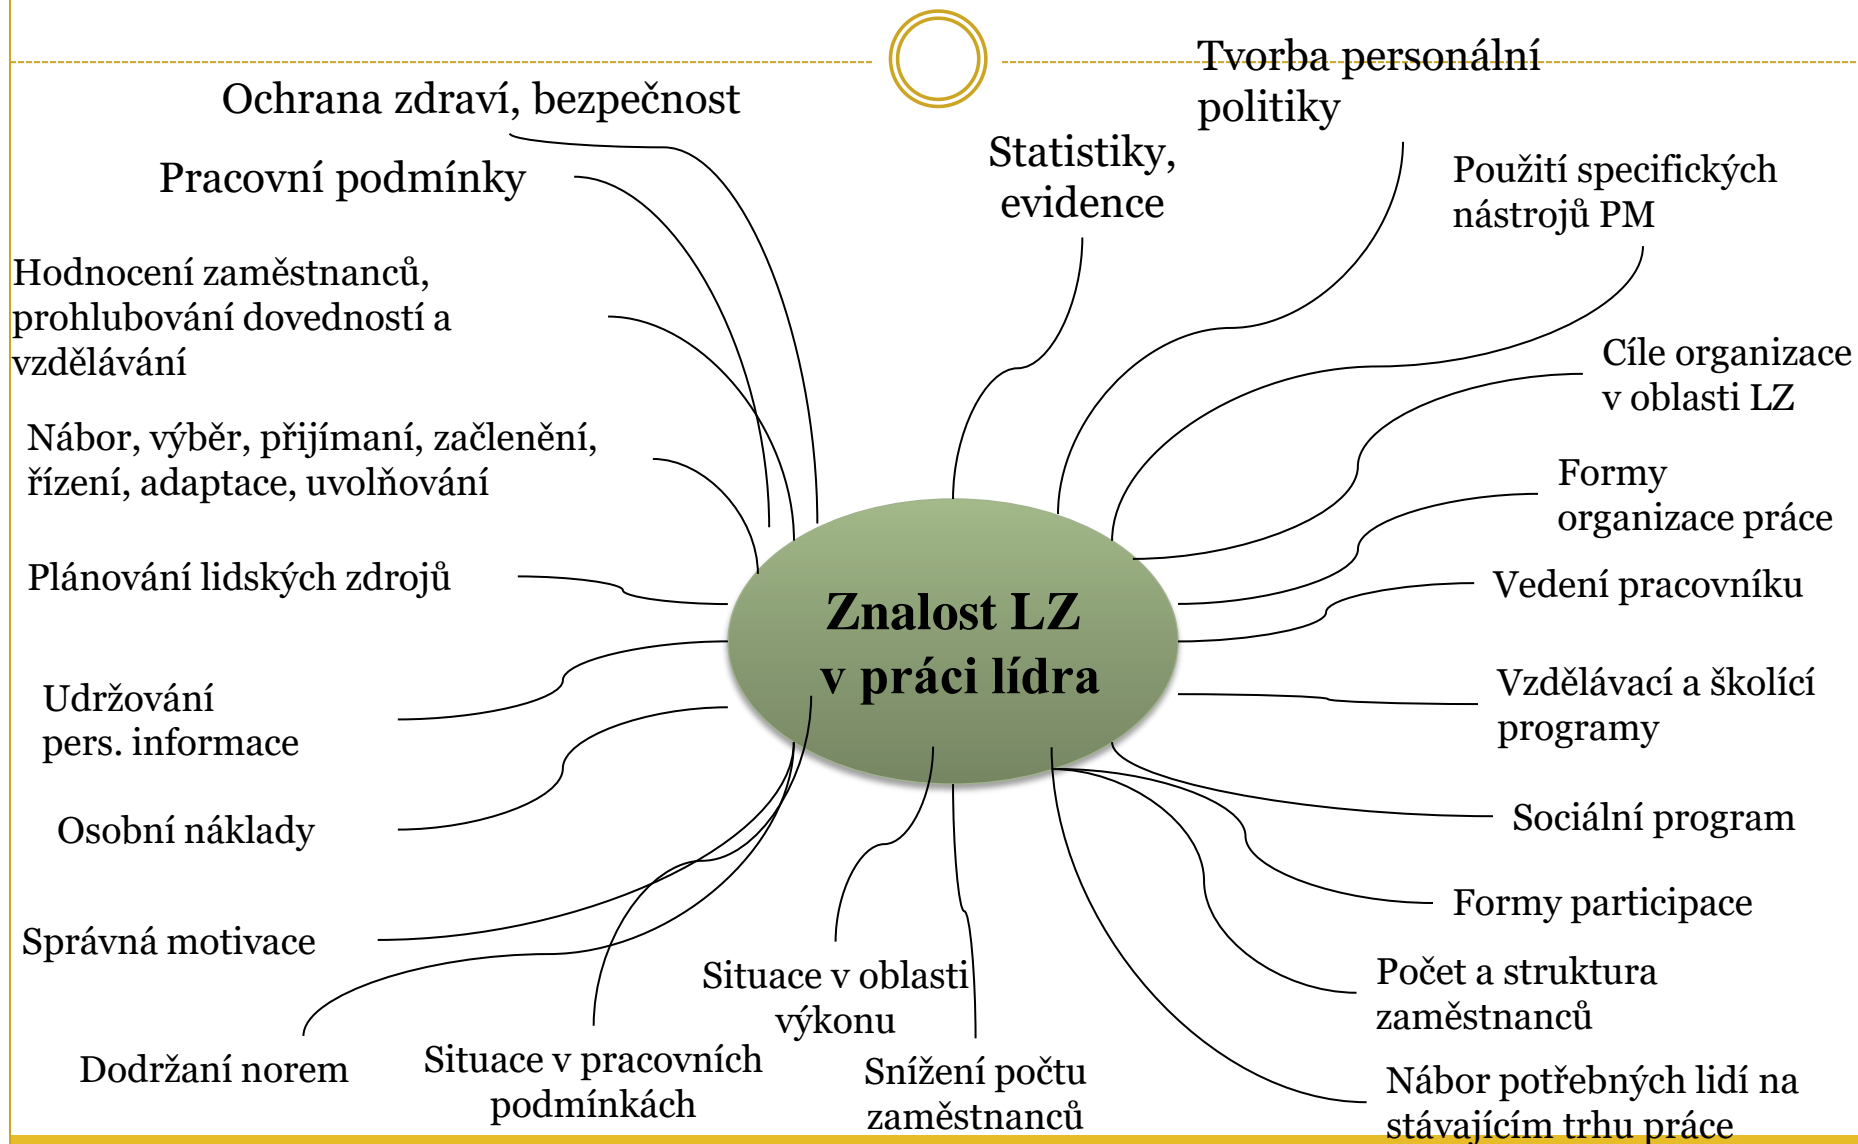 Tvorba personální
politiky
Ochrana zdraví, bezpečnost
Statistiky,
evidence
Pracovní podmínky
Použití specifických
nástrojů PM
Hodnocení zaměstnanců,
prohlubování dovedností a
vzdělávání
Cíle organizace
v oblasti LZ
Nábor, výběr, přijímaní, začlenění,
řízení, adaptace, uvolňování
Formy
organizace práce
Plánování lidských zdrojů
Vedení pracovníku
Znalost LZ
v práci lídra
Udržování
pers. informace
Vzdělávací a školící
programy
Osobní náklady
Sociální program
Formy participace
Správná motivace
Situace v oblasti
výkonu
Počet a struktura
zaměstnanců
Dodržaní norem
Situace v pracovních
podmínkách
Snížení počtu
zaměstnanců
Nábor potřebných lidí na
stávajícím trhu práce